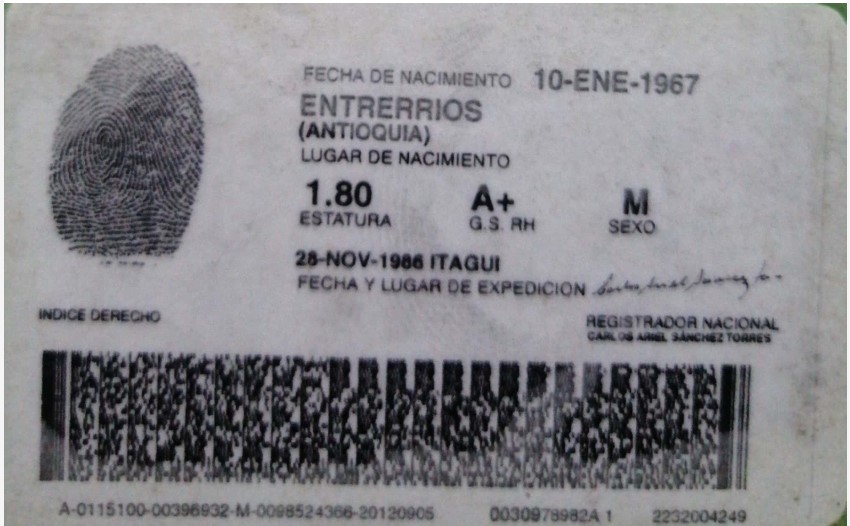 FECHA DE NACIMIENTO 10-ENE-1967
ENTRERRIOS
(ANTIOQUIA)
LUGAR DE NACIMIENTO
1.80 A+ M
ESTATURA G.S. RH SEXO
28-NOV-1986 ITAGUI
FECHA Y LUGAR DE EXPEDICION
INDICE DERECHO
REGISTRADOR NACIONAL
CARLOS ARIEL SÁNCHEZ TORRES
A-0115100-00396932-M-0098524366-20120905 0030978982A 1 2232004249